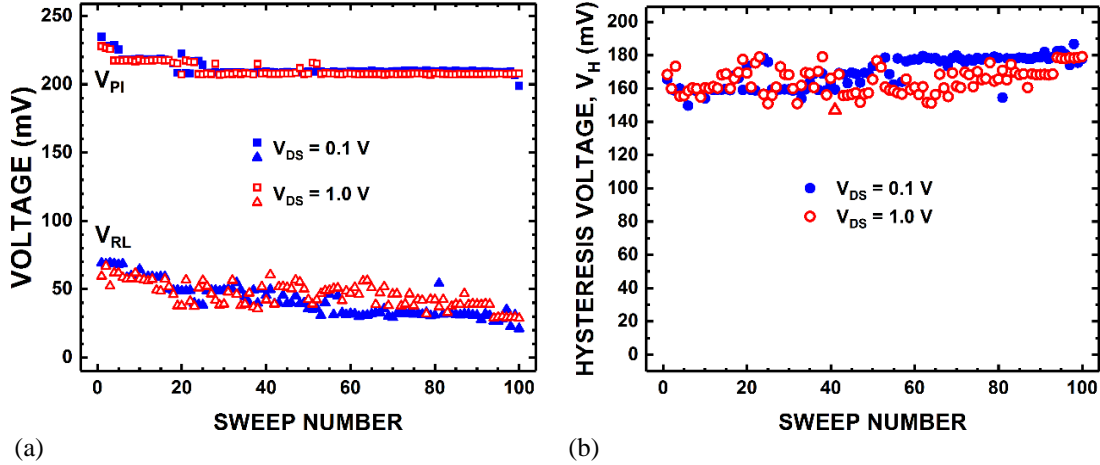 (a)
VOLTAGE (mV)
250
200
150
100
50
0
V_PI
V_DS = 0.1 V
V_DS = 1.0 V
V_RL
0 20 40 60 80 100
SWEEP NUMBER
(b)
HYSTERESIS VOLTAGE, V_H (mV)
200
180
160
140
120
100
80
60
40
20
0
V_DS = 0.1 V
V_DS = 1.0 V
0 20 40 60 80 100
SWEEP NUMBER